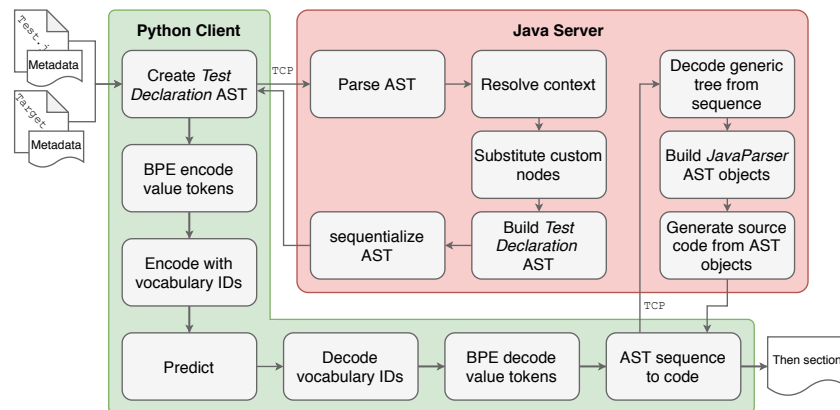 Python Client
Java Server
Test.j
Metadata
Target
Metadata
Create Test
Declaration AST
TCP
Parse AST
Resolve context
Decode generic
tree from
sequence
BPE encode
value tokens
Substitute custom
nodes
Build JavaParser
AST objects
Encode with
vocabulary IDs
sequentialize
AST
Build Test
Declaration
AST
Generate source
code from AST
objects
TCP
Predict
Decode
vocabulary IDs
BPE decode
value tokens
AST sequence
to code
Then section